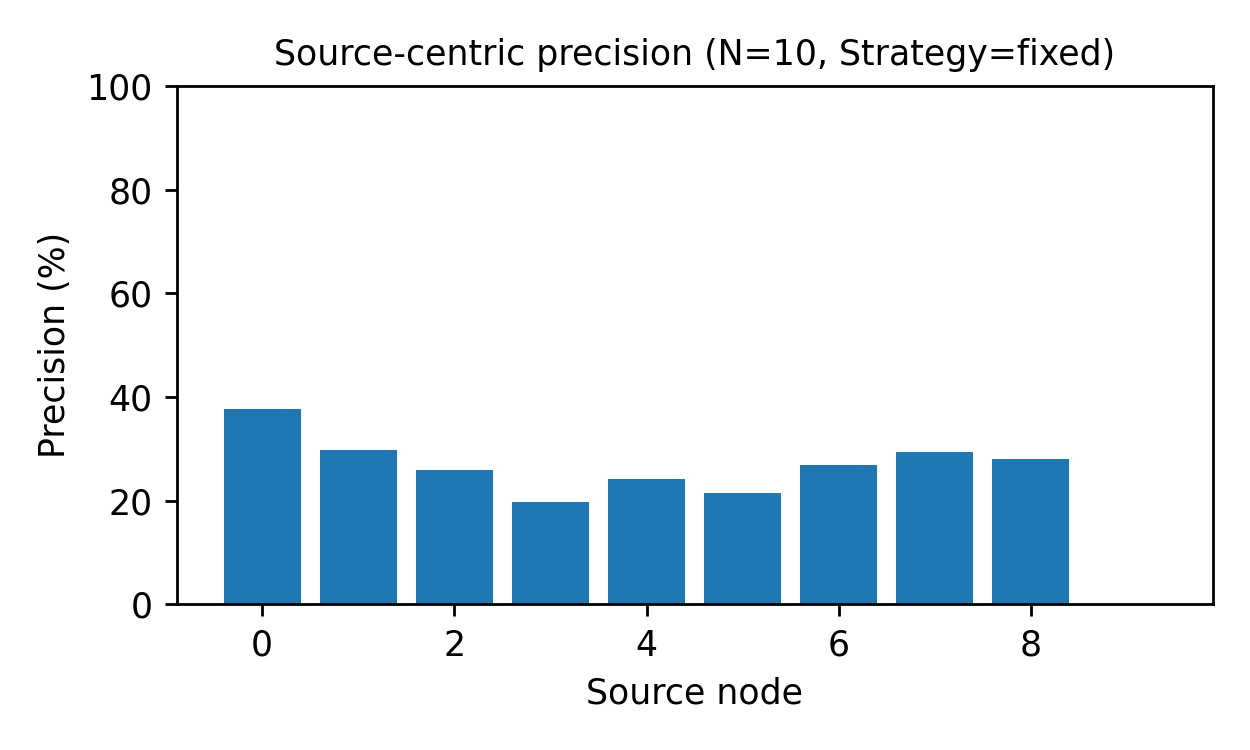 Source-centric precision (N=10, Strategy=fixed)
100
80
60
40
20
0
Precision (%)
0 2 4 6 8
Source node